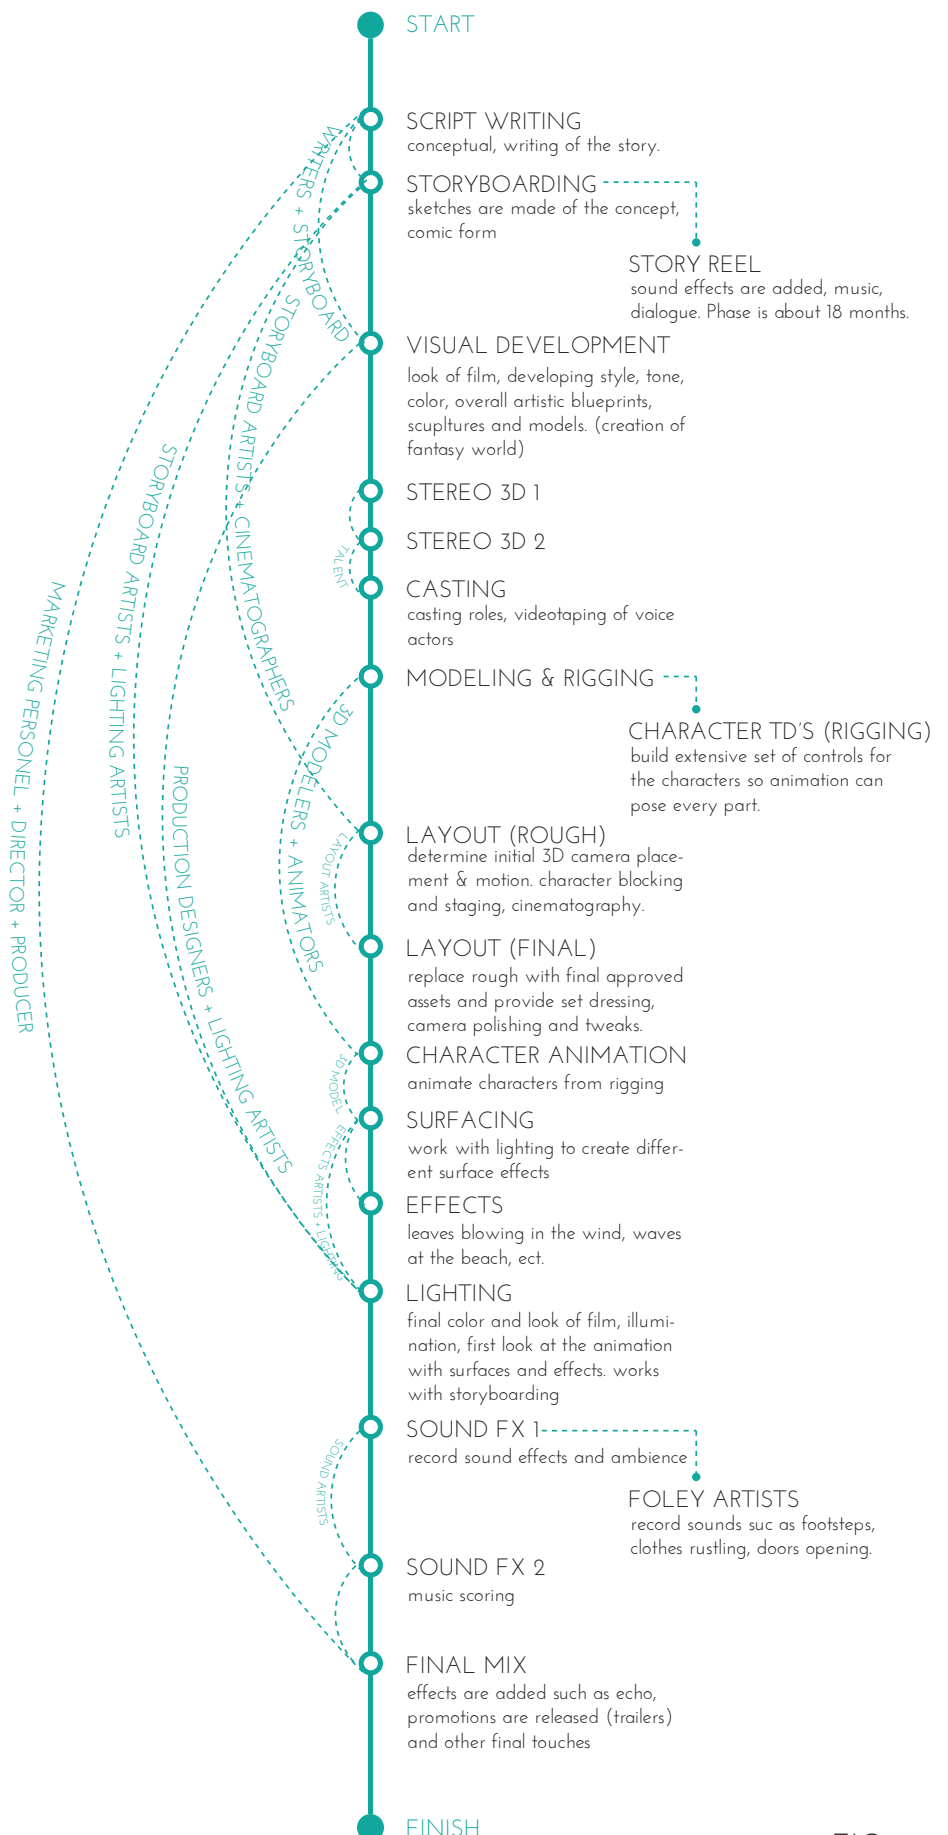 START
SCRIPT WRITING
conceptual, writing of the story.
STORYBOARDING
sketches are made of the concept,
comic form
STORY REEL
sound effects are added, music,
dialogue. Phase is about 18 months.
WRITERS + STORYBOARD
VISUAL DEVELOPMENT
look of film, developing style, tone,
color, overall artistic blueprints,
scupltures and models. (creation of
fantasy world)
STORYBOARD ARTISTS + CINEMATOGRAPHERS
STORYBOARD ARTISTS + LIGHTING ARTISTS
STEREO 3D 1
STEREO 3D 2
TALENT
CASTING
casting roles, videotaping of voice
actors
MARKETING PERSONEL + DIRECTOR + PRODUCER
MODELING & RIGGING
CHARACTER TD'S (RIGGING)
build extensive set of controls for
the characters so animation can
pose every part.
3D MODELERS + ANIMATORS
PRODUCTION DESIGNERS + LIGHTING ARTISTS
LAYOUT (ROUGH)
determine initial 3D camera place-
ment & motion. character blocking
and staging, cinematography.
LAYOUT ARTISTS
LAYOUT (FINAL)
replace rough with final approved
assets and provide set dressing,
camera polishing and tweaks.
CHARACTER ANIMATION
animate characters from rigging
3D MODEL
SURFACING
work with lighting to create differ-
ent surface effects
EFFECTS ARTISTS + LIGHTING
EFFECTS
leaves blowing in the wind, waves
at the beach, ect.
LIGHTING
final color and look of film, illumi-
nation, first look at the animation
with surfaces and effects. works
with storyboarding
SOUND FX 1
record sound effects and ambience
SOUND ARTISTS
FOLEY ARTISTS
record sounds suc as footsteps,
clothes rustling, doors opening.
SOUND FX 2
music scoring
FINAL MIX
effects are added such as echo,
promotions are released (trailers)
and other final touches
FINISH